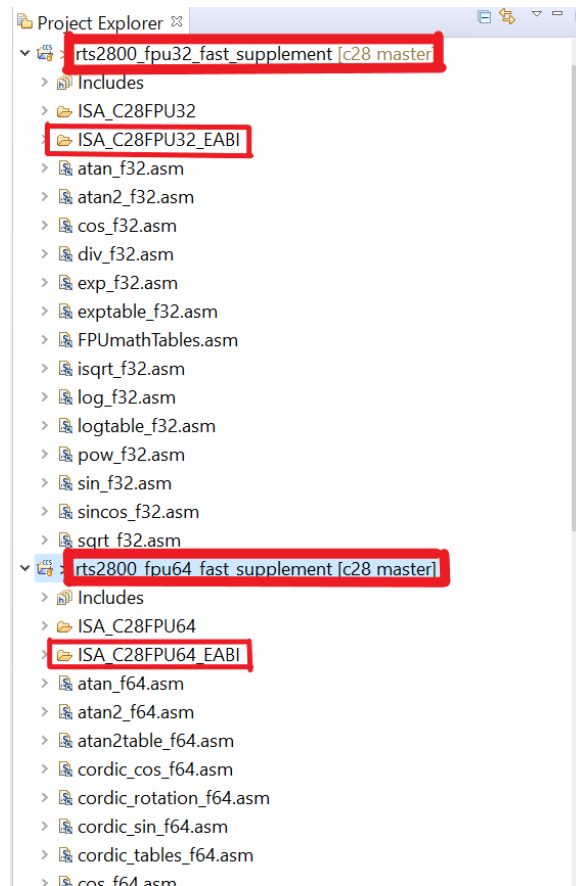 Project Explorer
rts2800_fpu32_fast_supplement [c28 master]
Includes
ISA_C28FPU32
ISA_C28FPU32_EABI
atan_f32.asm
atan2_f32.asm
cos_f32.asm
div_f32.asm
exp_f32.asm
exptable_f32.asm
FPUmathTables.asm
isqrt_f32.asm
log_f32.asm
logtable_f32.asm
pow_f32.asm
sin_f32.asm
sincos_f32.asm
sqrt_f32.asm
rts2800_fpu64_fast_supplement [c28 master]
Includes
ISA_C28FPU64
ISA_C28FPU64_EABI
atan_f64.asm
atan2_f64.asm
atan2table_f64.asm
cordic_cos_f64.asm
cordic_rotation_f64.asm
cordic_sin_f64.asm
cordic_tables_f64.asm
cos_f64.asm